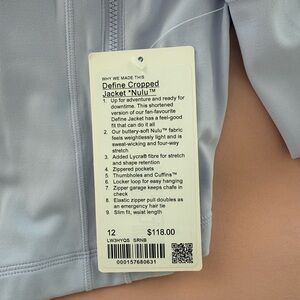 WHY WE MADE THIS
Define Cropped
Jacket *Nulu™
1. Up for adventure and ready for
downtime. This shortened
version of our fan-favourite
Define Jacket has a feel-good
fit that can do it all
2. Our buttery-soft Nulu™ fabric
feels weightlessly light and is
sweat-wicking and four-way
stretch
3. Added Lycra® fibre for stretch
and shape retention
4. Zippered pockets
5. Thumbholes and Cuffins™
6. Locker loop for easy hanging
7. Zipper garage keeps chafe in
check
8. Elastic zipper pull doubles as
an emergency hair tie
9. Slim fit, waist length
12 $118.00
LW3HYQS SRNB
000157680631